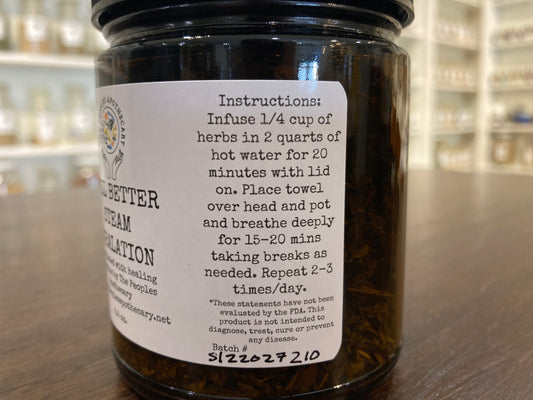 APOTHECARY
BETTER
STEAM
with healing
by The Peoples
Instructions:
Infuse 1/4 cup of
herbs in 2 quarts of
hot water for 20
minutes with lid
on. Place towel
over head and pot
and breathe deeply
for 15-20 mins
taking breaks as
needed. Repeat 2-3
times/day.
*These statements have not been
evaluated by the FDA. This
product is not intended to
diagnose, treat, cure or prevent
any disease.
Batch #
S122027210